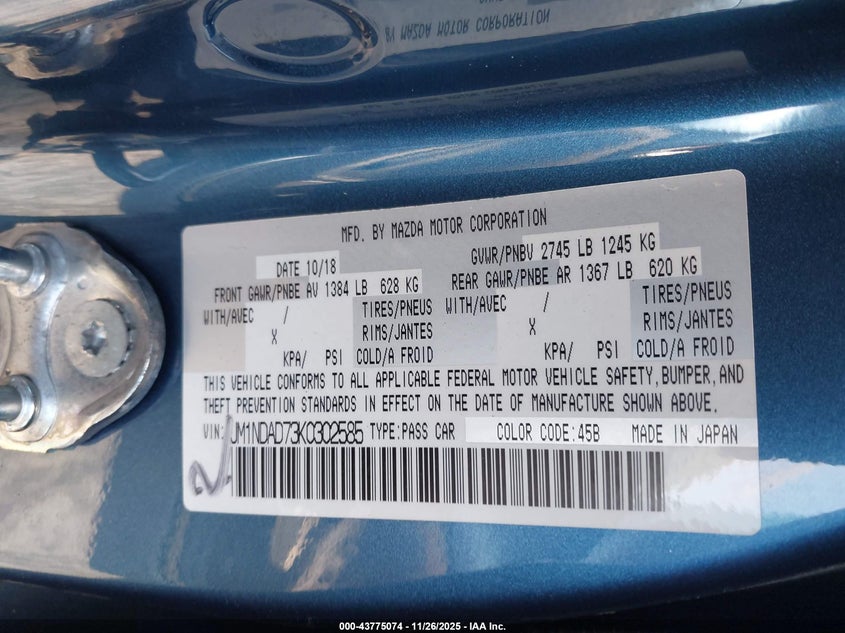 BY MAZDA MOTOR CORPORATION
MFD. BY MAZDA MOTOR CORPORATION
DATE 10/18 GVWR/PNBV 2745 LB 1245 KG
FRONT GAWR/PNBE AV 1384 LB 628 KG REAR GAWR/PNBE AR 1367 LB 620 KG
WITH/AVEC / TIRES/PNEUS WITH/AVEC / TIRES/PNEUS
X RIMS/JANTES X RIMS/JANTES
KPA/ PSI COLD/A FROID KPA/ PSI COLD/A FROID
THIS VEHICLE CONFORMS TO ALL APPLICABLE FEDERAL MOTOR VEHICLE SAFETY, BUMPER, AND
THEFT PREVENTION STANDARDS IN EFFECT ON THE DATE OF MANUFACTURE SHOWN ABOVE.
VIN: JM1NDAD73K0302585 TYPE:PASS CAR COLOR CODE:45B MADE IN JAPAN
000-43775074 | 11/26/2025 - IAA Inc.